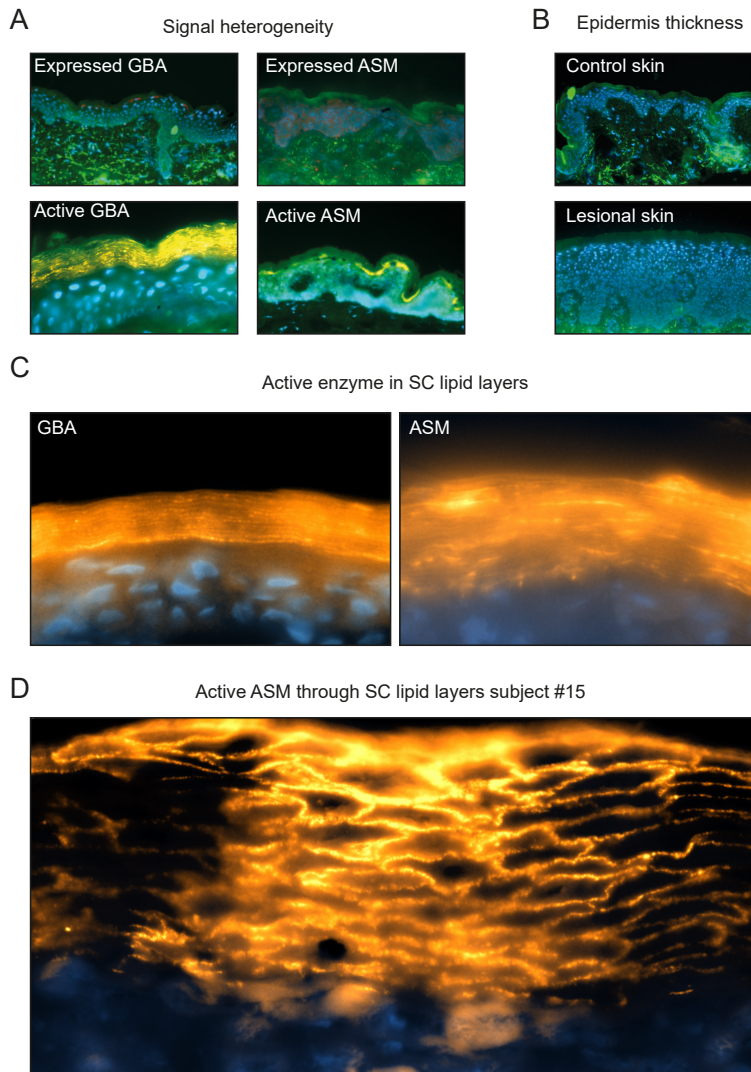 A
Signal heterogeneity
B
Epidermis thickness
Expressed GBA
Expressed ASM
Control skin
Active GBA
Active ASM
Lesional skin
C
Active enzyme in SC lipid layers
GBA
ASM
D
Active ASM through SC lipid layers subject #15